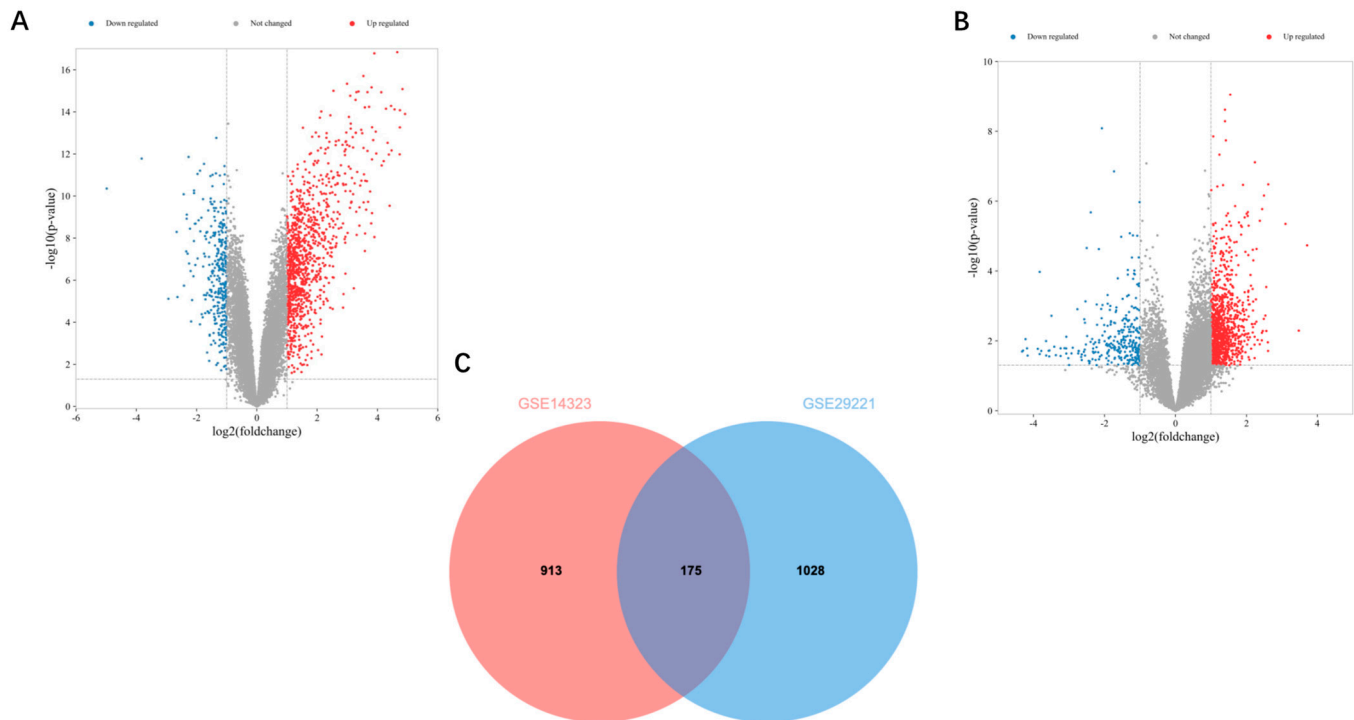 A
Down regulated Not changed Up regulated
16
14
12
10
8
6
4
2
0
-log10(p-value)
-6 -4 -2 0 2 4 6
log2(foldchange)
B
Down regulated Not changed Up regulated
10
8
6
4
2
0
-log10(p-value)
-4 -2 0 2 4
log2(foldchange)
C
GSE14323 GSE29221
913 175 1028